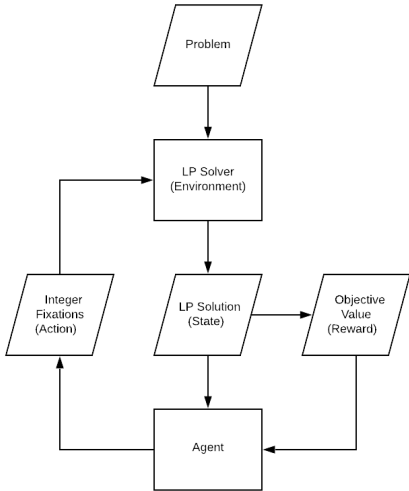 Problem
LP Solver
(Environment)
Integer
Fixations
(Action)
LP Solution
(State)
Objective
Value
(Reward)
Agent